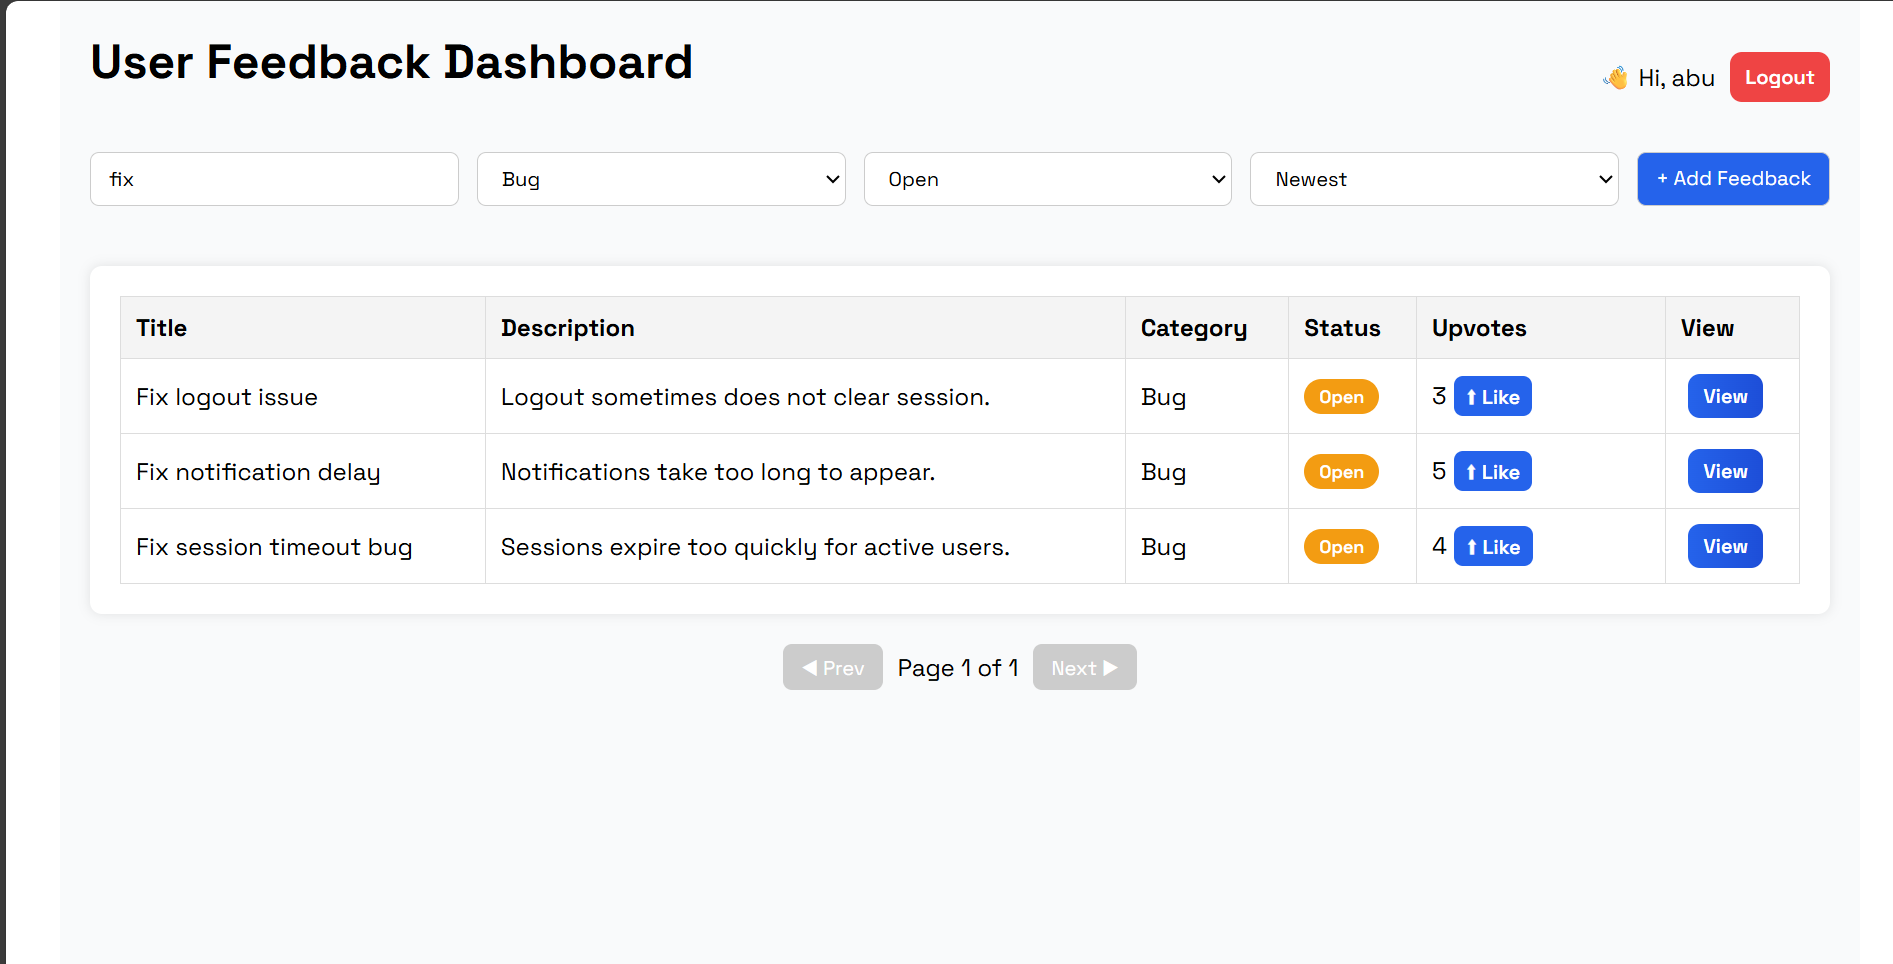 User Feedback Dashboard
👋 Hi, abu Logout
fix Bug Open Newest + Add Feedback
Title Description Category Status Upvotes View
Fix logout issue Logout sometimes does not clear session. Bug Open 3 ⬆ Like View
Fix notification delay Notifications take too long to appear. Bug Open 5 ⬆ Like View
Fix session timeout bug Sessions expire too quickly for active users. Bug Open 4 ⬆ Like View
◀ Prev Page 1 of 1 Next ▶